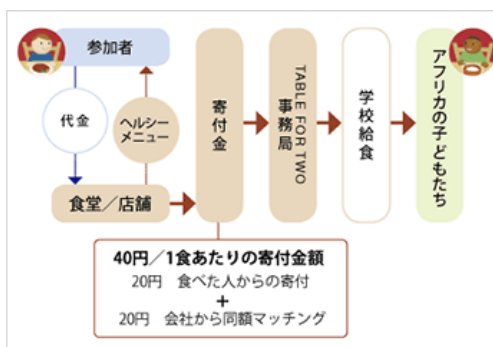 参加者
代金
ヘルシー
メニュー
食堂／店舗
寄付金
TABLE FOR TWO
事務局
学校給食
アフリカの子どもたち
40円／1食あたりの寄付金額
20円　食べた人からの寄付
+
20円　会社から同額マッチング